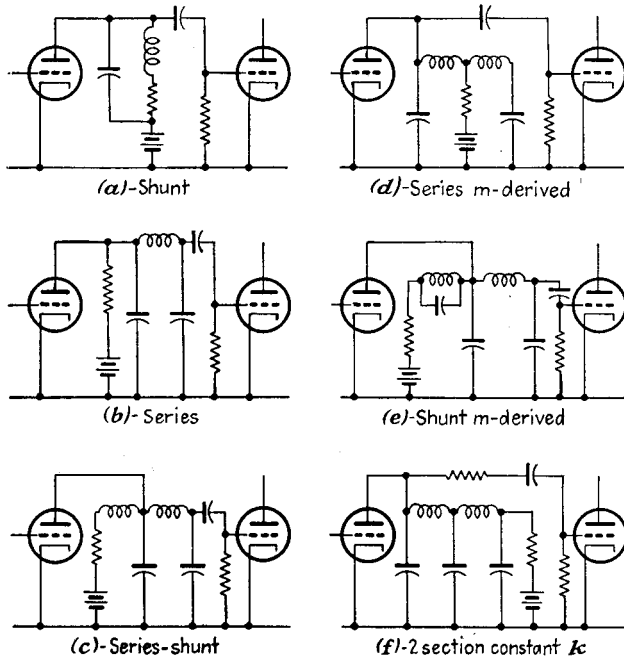 (a)-Shunt
(d)-Series m-derived
(b)-Series
(e)-Shunt m-derived
(c)-Series-shunt
(f)-2 section constant k